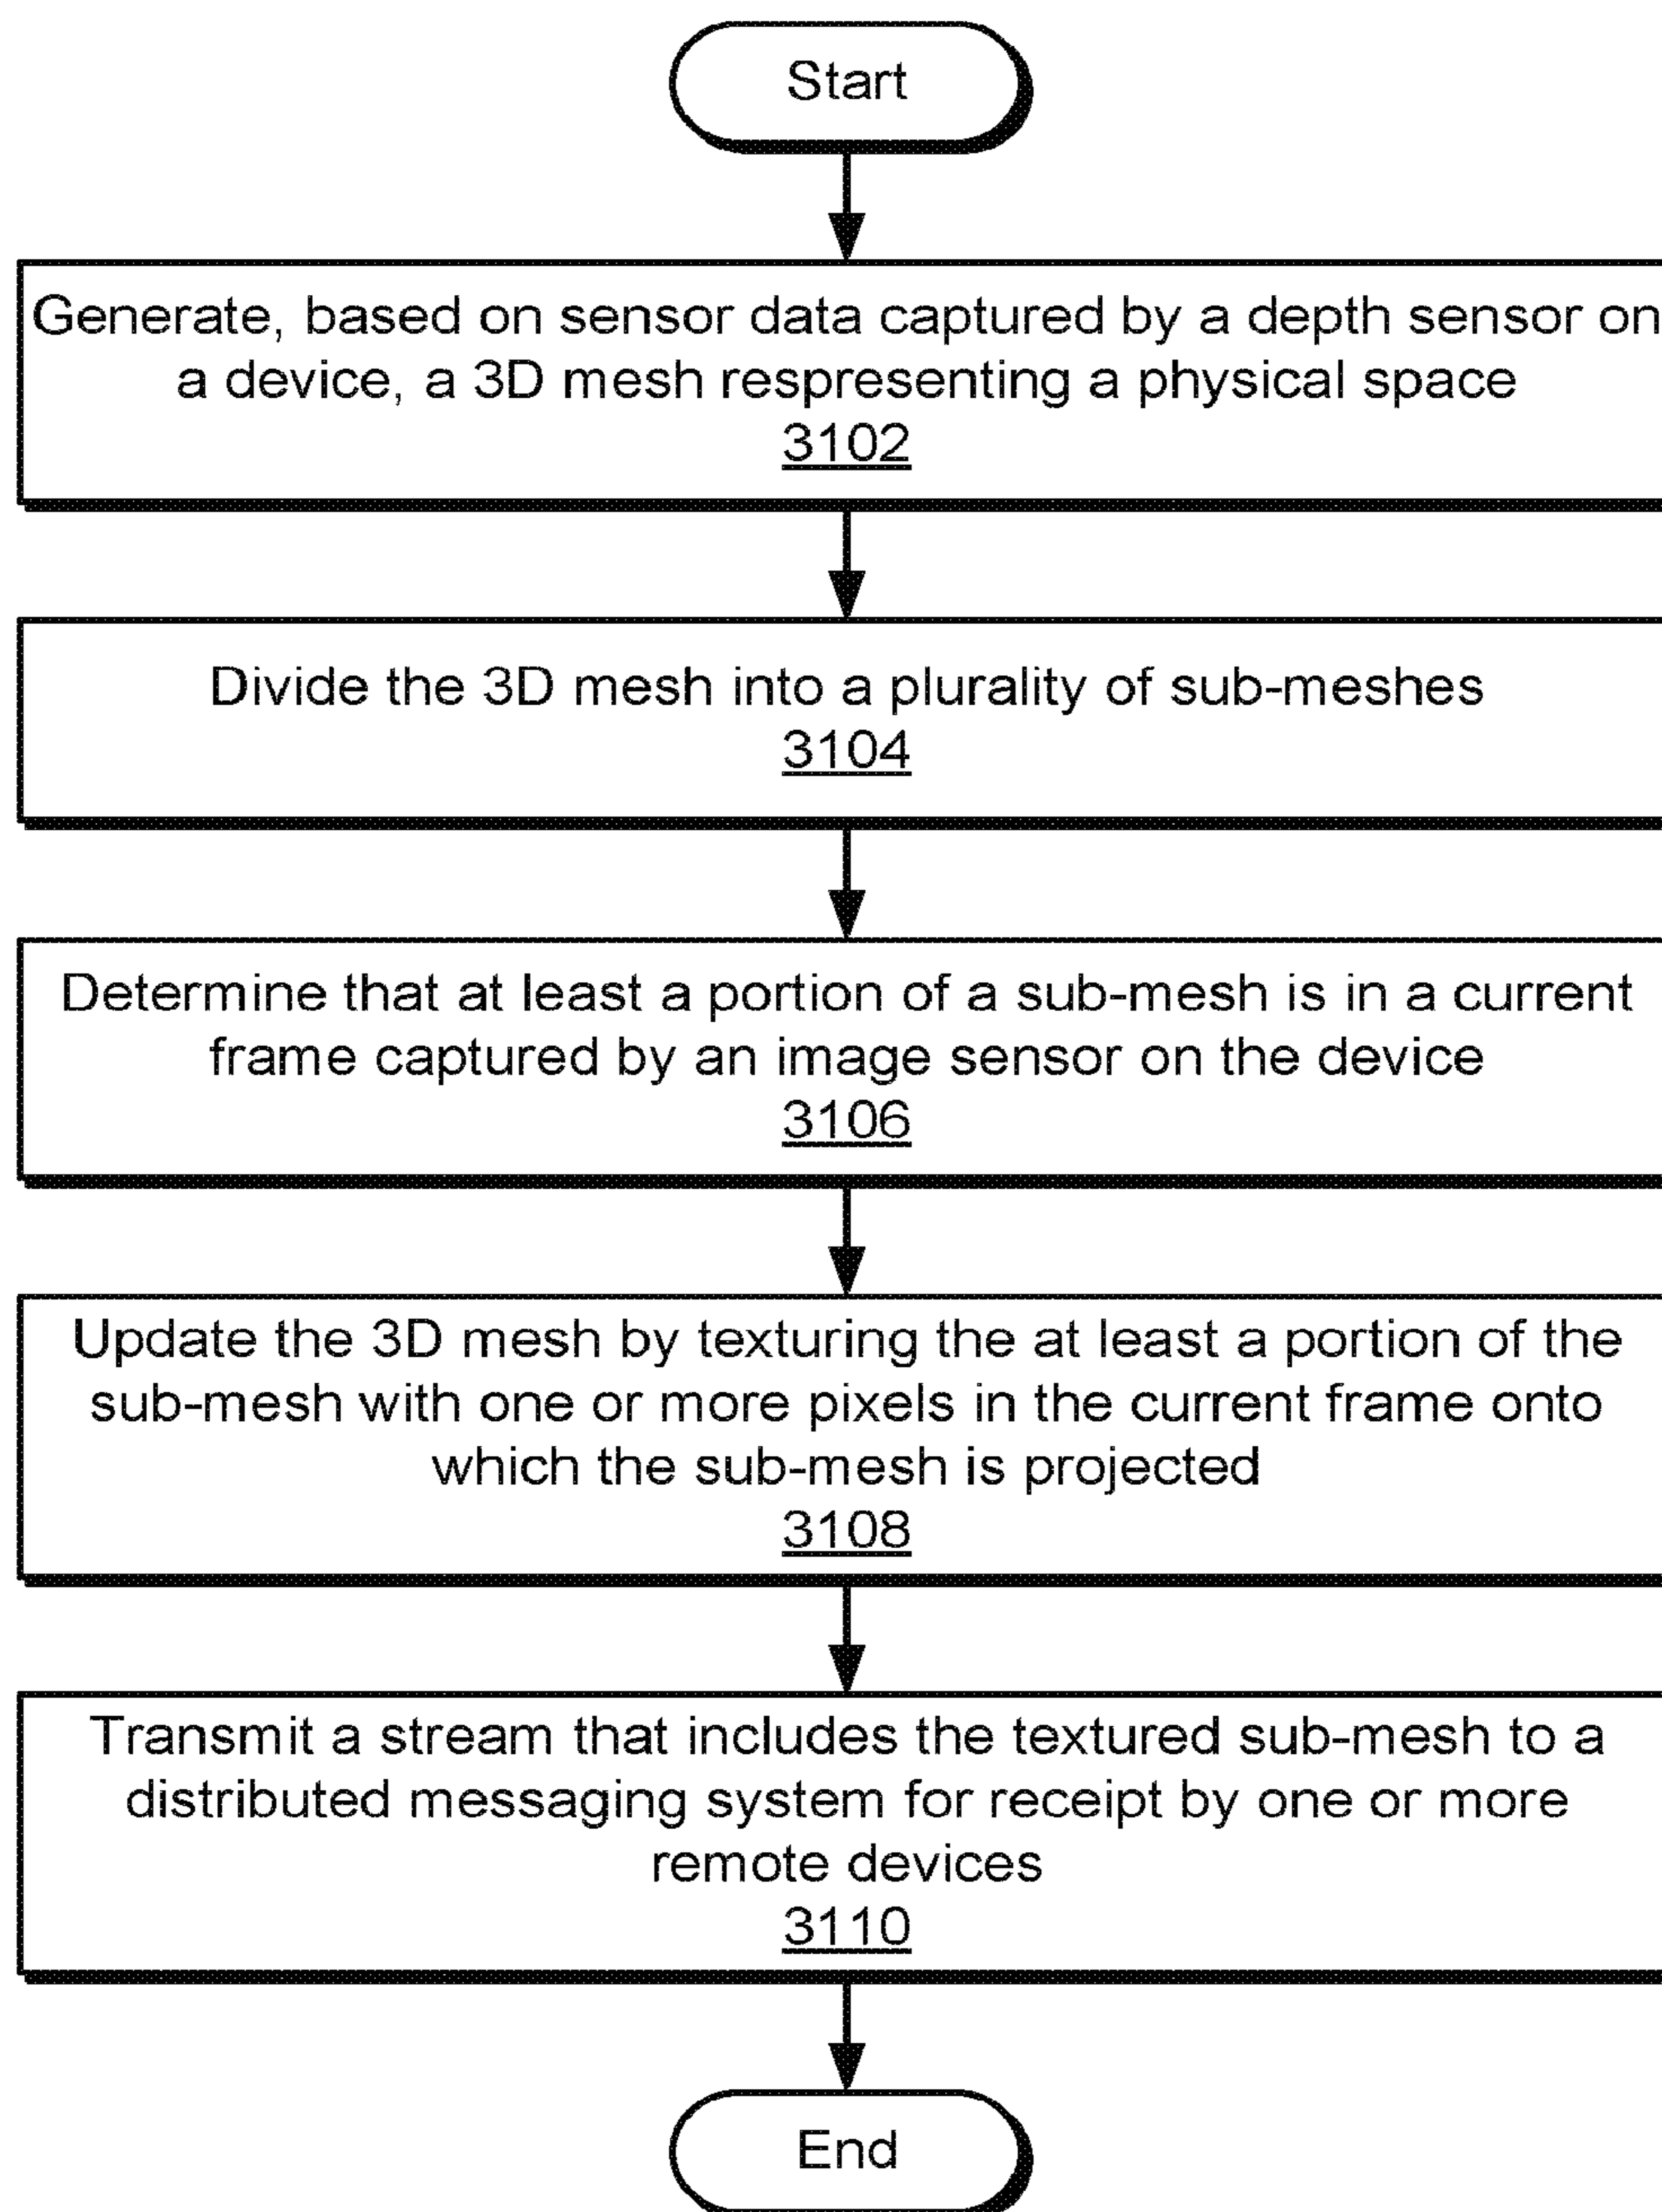 Start
Generate, based on sensor data captured by a depth sensor on
a device, a 3D mesh respresenting a physical space
3102
Divide the 3D mesh into a plurality of sub-meshes
3104
Determine that at least a portion of a sub-mesh is in a current
frame captured by an image sensor on the device
3106
Update the 3D mesh by texturing the at least a portion of the
sub-mesh with one or more pixels in the current frame onto
which the sub-mesh is projected
3108
Transmit a stream that includes the textured sub-mesh to a
distributed messaging system for receipt by one or more
remote devices
3110
End